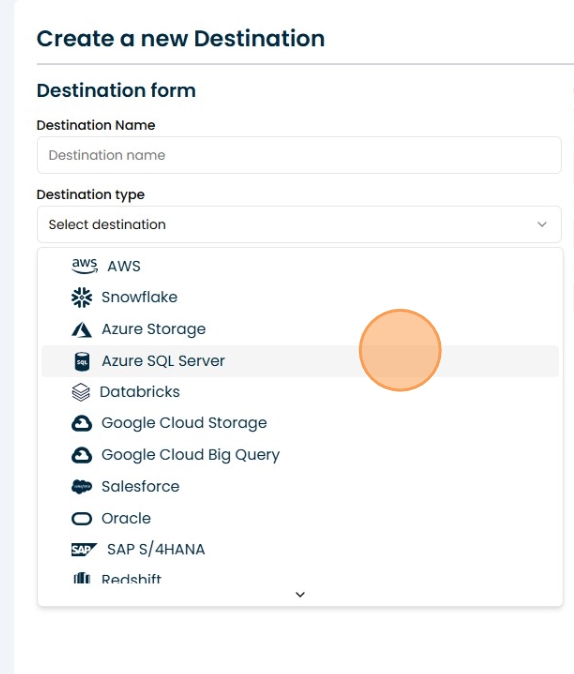 Create a new Destination
Destination form
Destination Name
Destination name
Destination type
Select destination
aws AWS
Snowflake
Azure Storage
SQL Azure SQL Server
Databricks
Google Cloud Storage
Google Cloud Big Query
Salesforce
Oracle
SAP SAP S/4HANA
Redshift